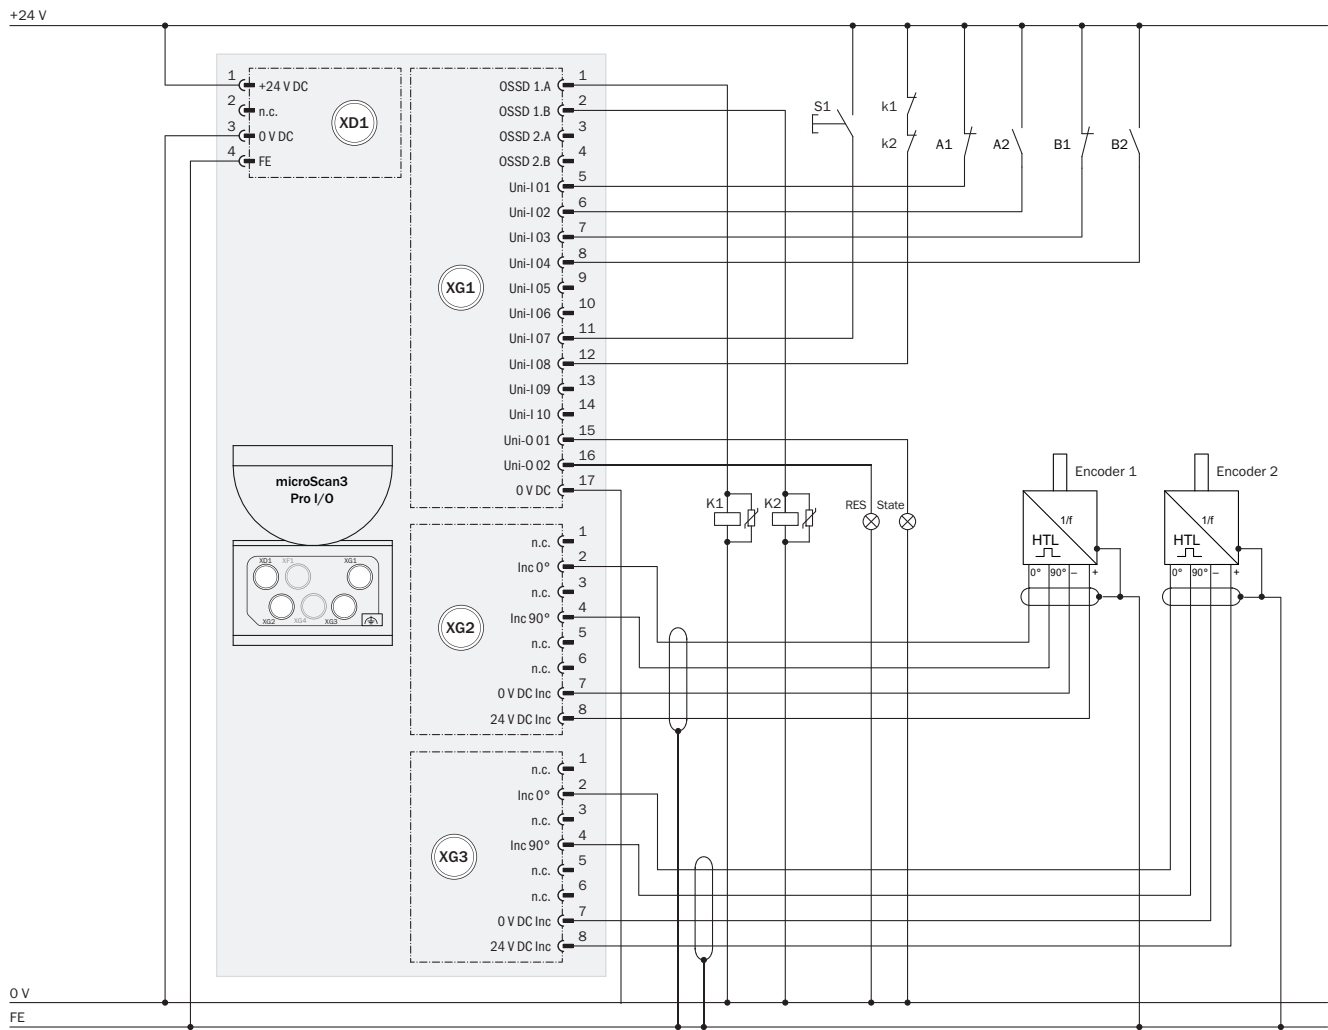 +24 V
1 +24 V DC
2 n.c.
3 0 V DC
4 FE
XD1
OSSD 1.A 1
OSSD 1.B 2
OSSD 2.A 3
OSSD 2.B 4
Uni-I 01 5
Uni-I 02 6
Uni-I 03 7
Uni-I 04 8
Uni-I 05 9
Uni-I 06 10
Uni-I 07 11
Uni-I 08 12
Uni-I 09 13
Uni-I 10 14
Uni-O 01 15
Uni-O 02 16
0 V DC 17
XG1
S1
k1
k2
A1
A2
B1
B2
microScan3
Pro I/O
XD1 XF1 XG1
XG2 XG4 XG3
K1
K2
RES State
Encoder 1
1/f
HTL
0° 90° – +
Encoder 2
1/f
HTL
0° 90° – +
n.c. 1
Inc 0° 2
n.c. 3
Inc 90° 4
n.c. 5
n.c. 6
0 V DC Inc 7
24 V DC Inc 8
XG2
n.c. 1
Inc 0° 2
n.c. 3
Inc 90° 4
n.c. 5
n.c. 6
0 V DC Inc 7
24 V DC Inc 8
XG3
0 V
FE